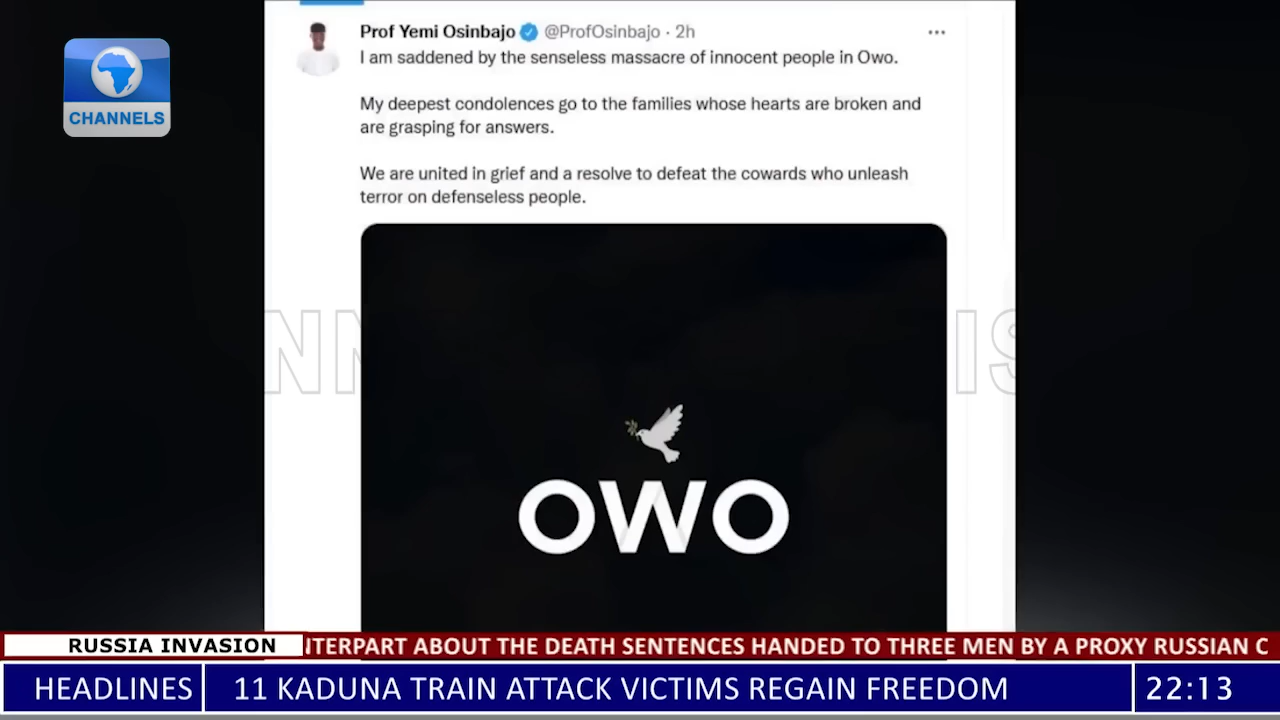 CHANNELS
Prof Yemi Osinbajo @ProfOsinbajo · 2h
I am saddened by the senseless massacre of innocent people in Owo.
My deepest condolences go to the families whose hearts are broken and
are grasping for answers.
We are united in grief and a resolve to defeat the cowards who unleash
terror on defenseless people.
OWO
RUSSIA INVASION
ABOUT THE DEATH SENTENCES HANDED TO THREE MEN BY A PROXY RUSSIAN
HEADLINES
11 KADUNA TRAIN ATTACK VICTIMS REGAIN FREEDOM
22:13